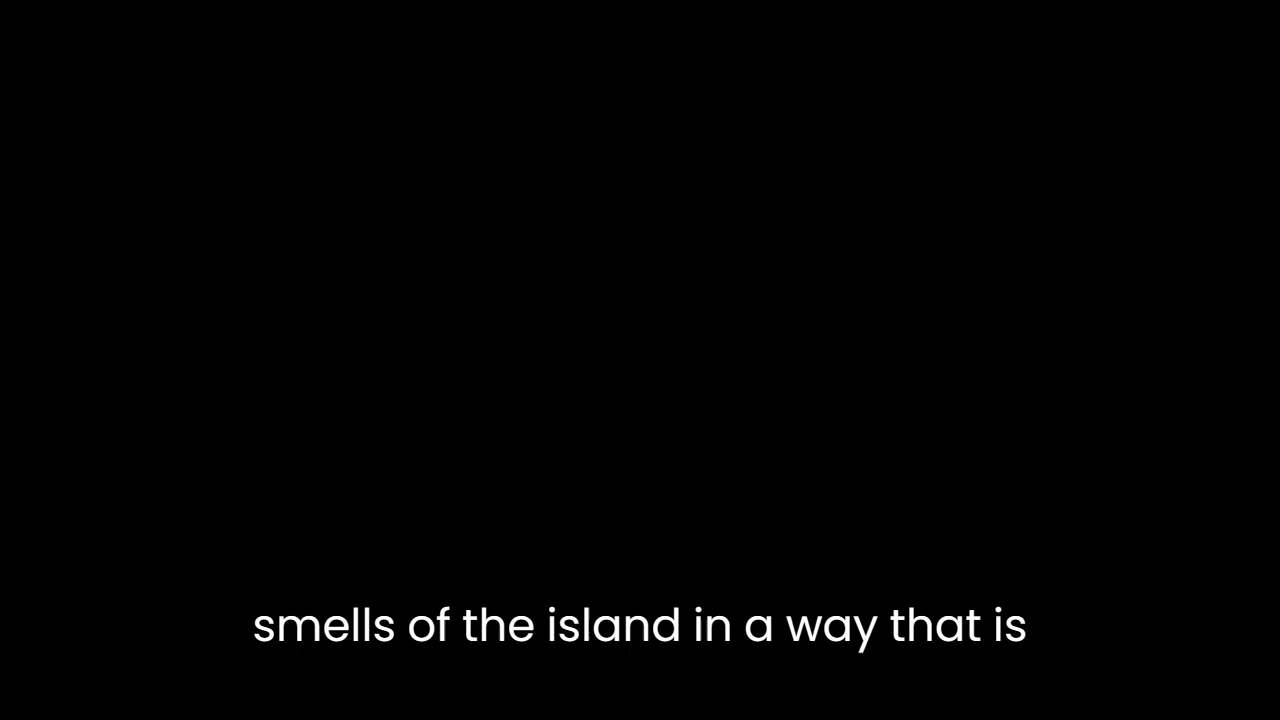 smells of the island in a way that is